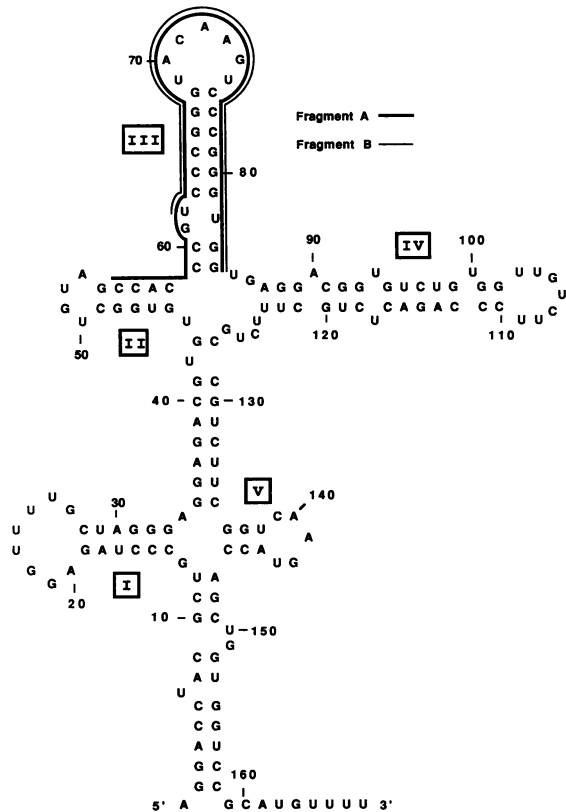 A
C A
70 A G
U U
G C
G C Fragment A
III G C
Fragment B
G G
C G 80
C G
U U
G
60 C G 90 IV 100
C G U G A U U U U G
U A G C C A C A G G C G G G U C U G G G U
G U C G G U G C U U U G C C A G A C C C G U U C
U U U
50 II U G C G U C U 120 110
U
G C
40 C G 130
A U
G C
A U
G U
V
30 G C C A 140
U U G C U A G G G A G G U A
U U G A U C C C G C C A U G
G G A U A
20 I C G
10 G C
U 150
G
C G
A U
U
C G
C G
A U
G C
G C 160
5' A G C A U G U U U U 3'